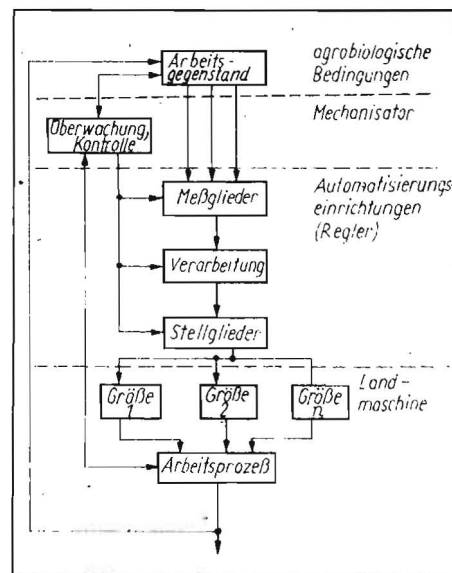 Arbeits-
gegenstand
agrobiologische
Bedingungen
Mechanisator
Überwachung,
Kontrolle
Meßglieder
Automatisierungs-
einrichtungen
(Regler)
Verarbeitung
Stellglieder
Größe
1
Größe
2
Größe
n
Land-
maschine
Arbeitsprozeß